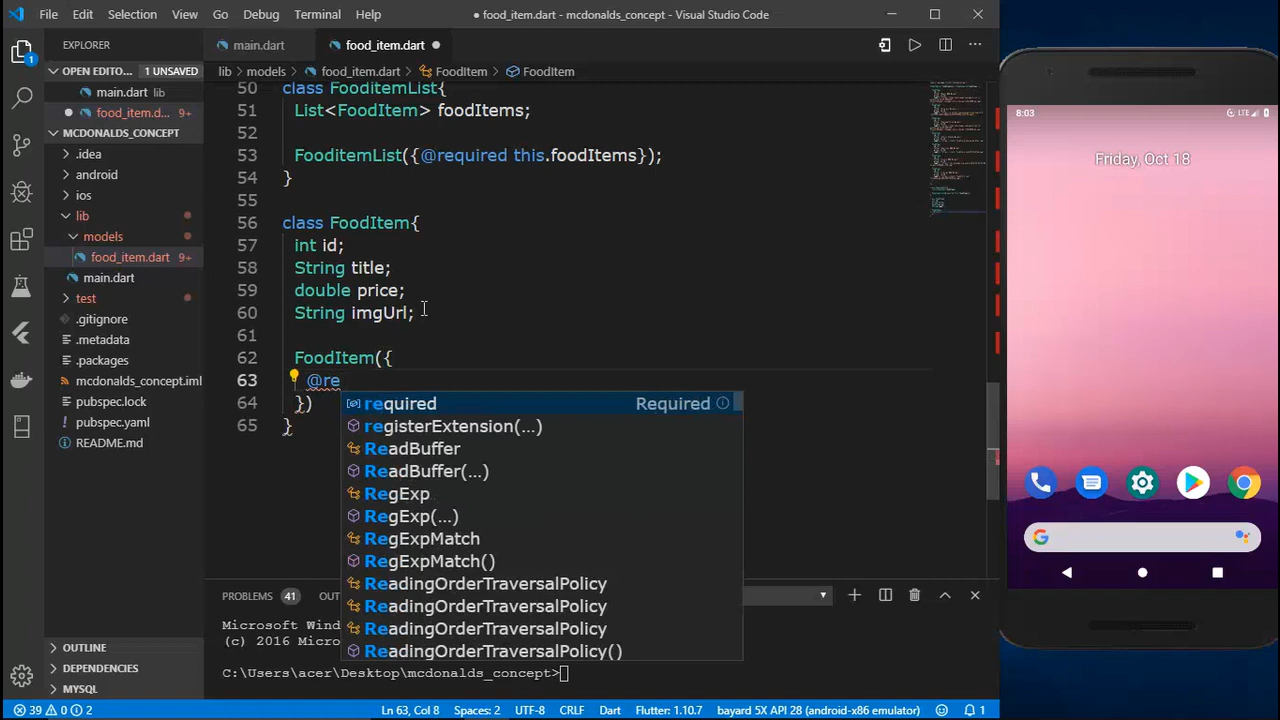 File Edit Selection View Go Debug Terminal Help
food_item.dart - mcdonalds_concept - Visual Studio Code
EXPLORER
main.dart
food_item.dart
OPEN EDITO... 1 UNSAVED
main.dart lib
food_item.d... 9+
MCDONALDS_CONCEPT
.idea
android
ios
lib
models
food_item.dart 9+
main.dart
test
.gitignore
.metadata
.packages
mcdonalds_concept.iml
pubspec.lock
pubspec.yaml
README.md
OUTLINE
DEPENDENCIES
MYSQL
1
lib > models > food_item.dart > FoodItem > FoodItem
50 class FooditemList{
51 List<FoodItem> foodItems;
52
53 FooditemList({@required this.foodItems});
54 }
55
56 class FoodItem{
57 int id;
58 String title;
59 double price;
60 String imgUrl;
61
62 FoodItem({
63 @re
64 })
65 }
required Required
registerExtension(...)
ReadBuffer
ReadBuffer(...)
RegExp
RegExp(...)
RegExpMatch
RegExpMatch()
ReadingOrderTraversalPolicy
ReadingOrderTraversalPolicy
ReadingOrderTraversalPolicy
ReadingOrderTraversalPolicy()
PROBLEMS 41 OUT
Microsoft Wind
(c) 2016 Micro
C:\Users\acer\Desktop\mcdonalds_concept>
39 0 2
Ln 63, Col 8 Spaces: 2 UTF-8 CRLF Dart Flutter: 1.10.7 bayard 5X API 28 (android-x86 emulator) 1
8:03 LTE
Friday, Oct 18